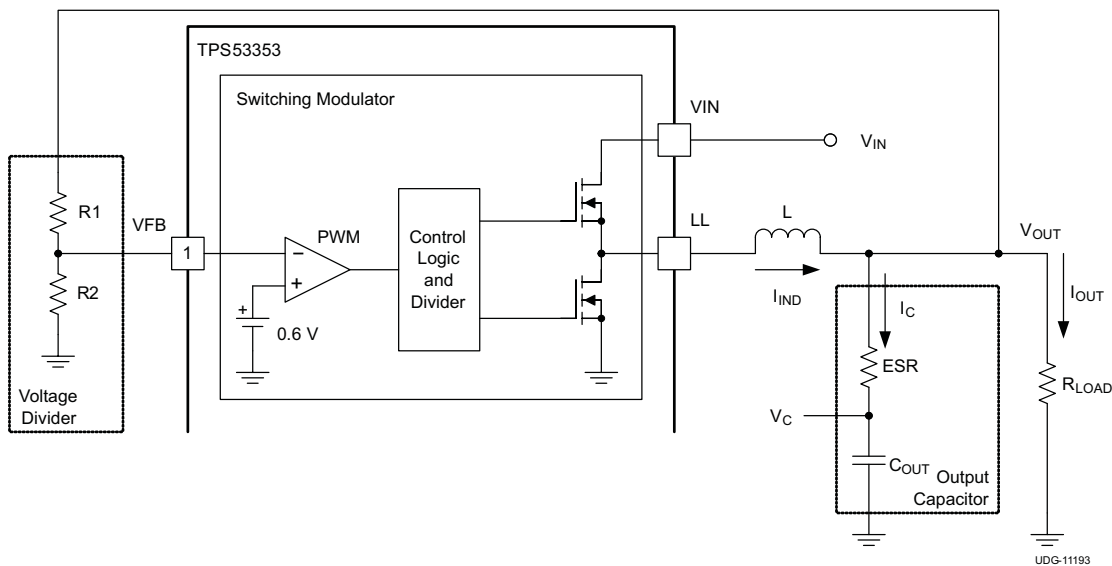 TPS53353
Switching Modulator
VIN
V_IN
R1
VFB
1
R2
PWM
−
+
+
0.6 V
Control
Logic
and
Divider
LL
L
I_IND
V_OUT
I_C
I_OUT
ESR
V_C
C_OUT
R_LOAD
Output
Capacitor
Voltage
Divider
UDG-11193